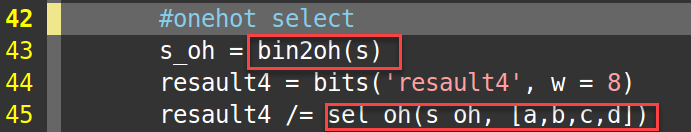 42 #onehot select
43 s_oh = bin2oh(s)
44 resault4 = bits('resault4', w = 8)
45 resault4 /= sel_oh(s_oh, [a,b,c,d])